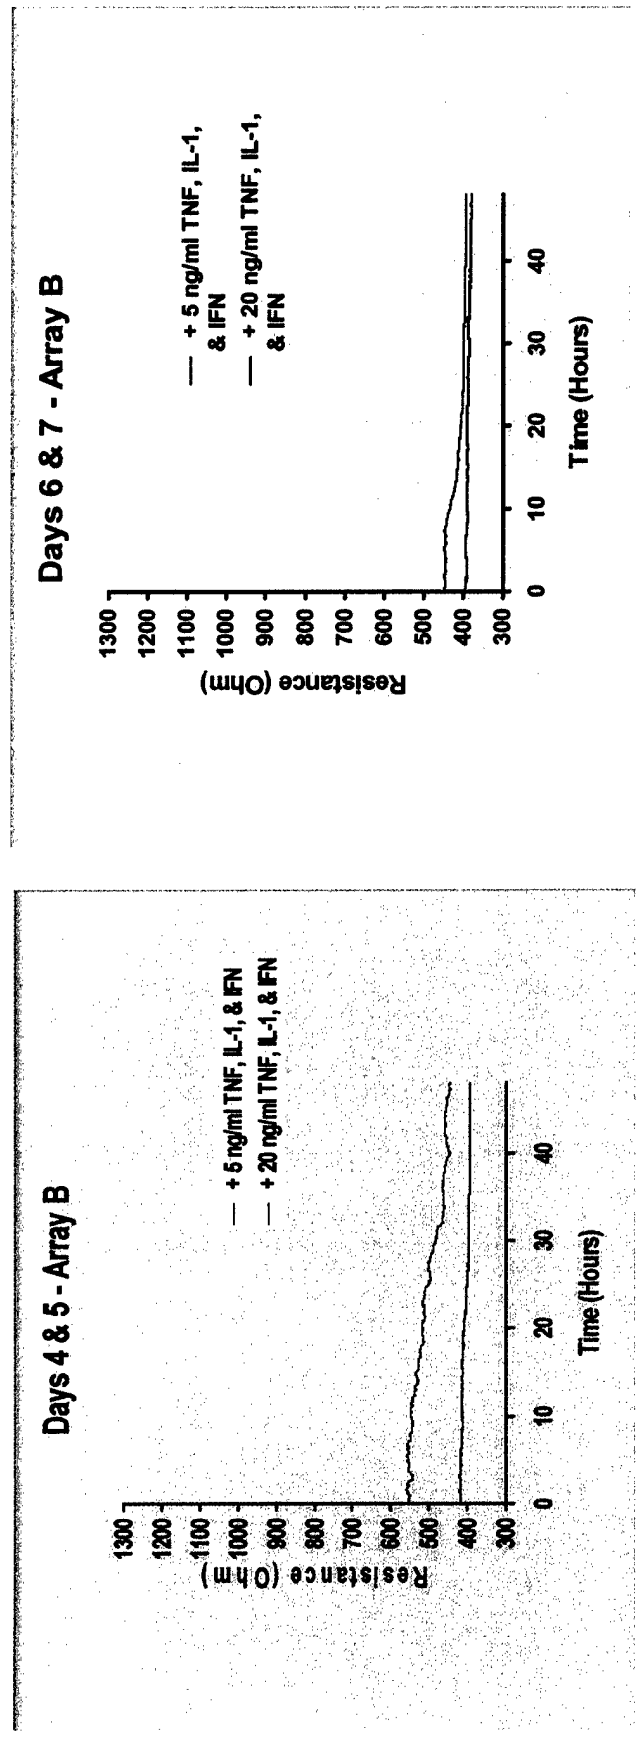 Days 4 & 5 - Array B
+ 5 ng/ml TNF, IL-1, & IFN
+ 20 ng/ml TNF, IL-1, & IFN
Resistance (Ohm)
1300
1200
1100
1000
900
800
700
600
500
400
300
0 10 20 30 40
Time (Hours)
Days 6 & 7 - Array B
+ 5 ng/ml TNF, IL-1,
& IFN
+ 20 ng/ml TNF, IL-1,
& IFN
Resistance (Ohm)
1300
1200
1100
1000
900
800
700
600
500
400
300
0 10 20 30 40
Time (Hours)